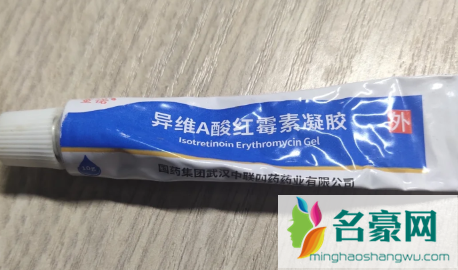 异维A酸红霉素凝胶
外
Isotretinoin Erythromycin Gel
国药集团武汉中联四药药业有限公司
名豪网
minghaoshangwu.com